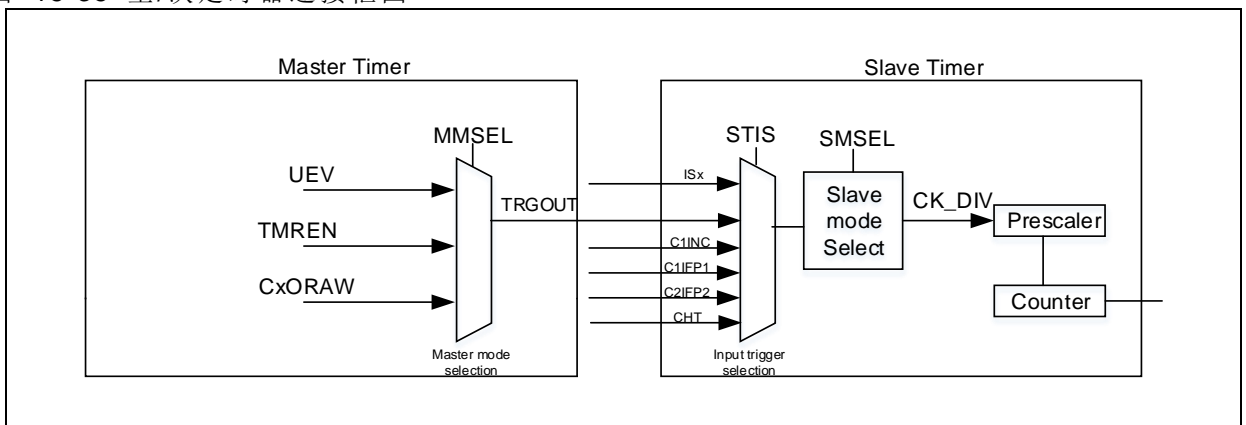 Master Timer
Slave Timer
MMSEL
STIS
SMSEL
UEV
TMREN
CxORAW
TRGOUT
ISx
C1INC
C1IFP1
C2IFP2
CHT
Slave
mode
Select
CK_DIV
Prescaler
Counter
Master mode
selection
Input trigger
selection